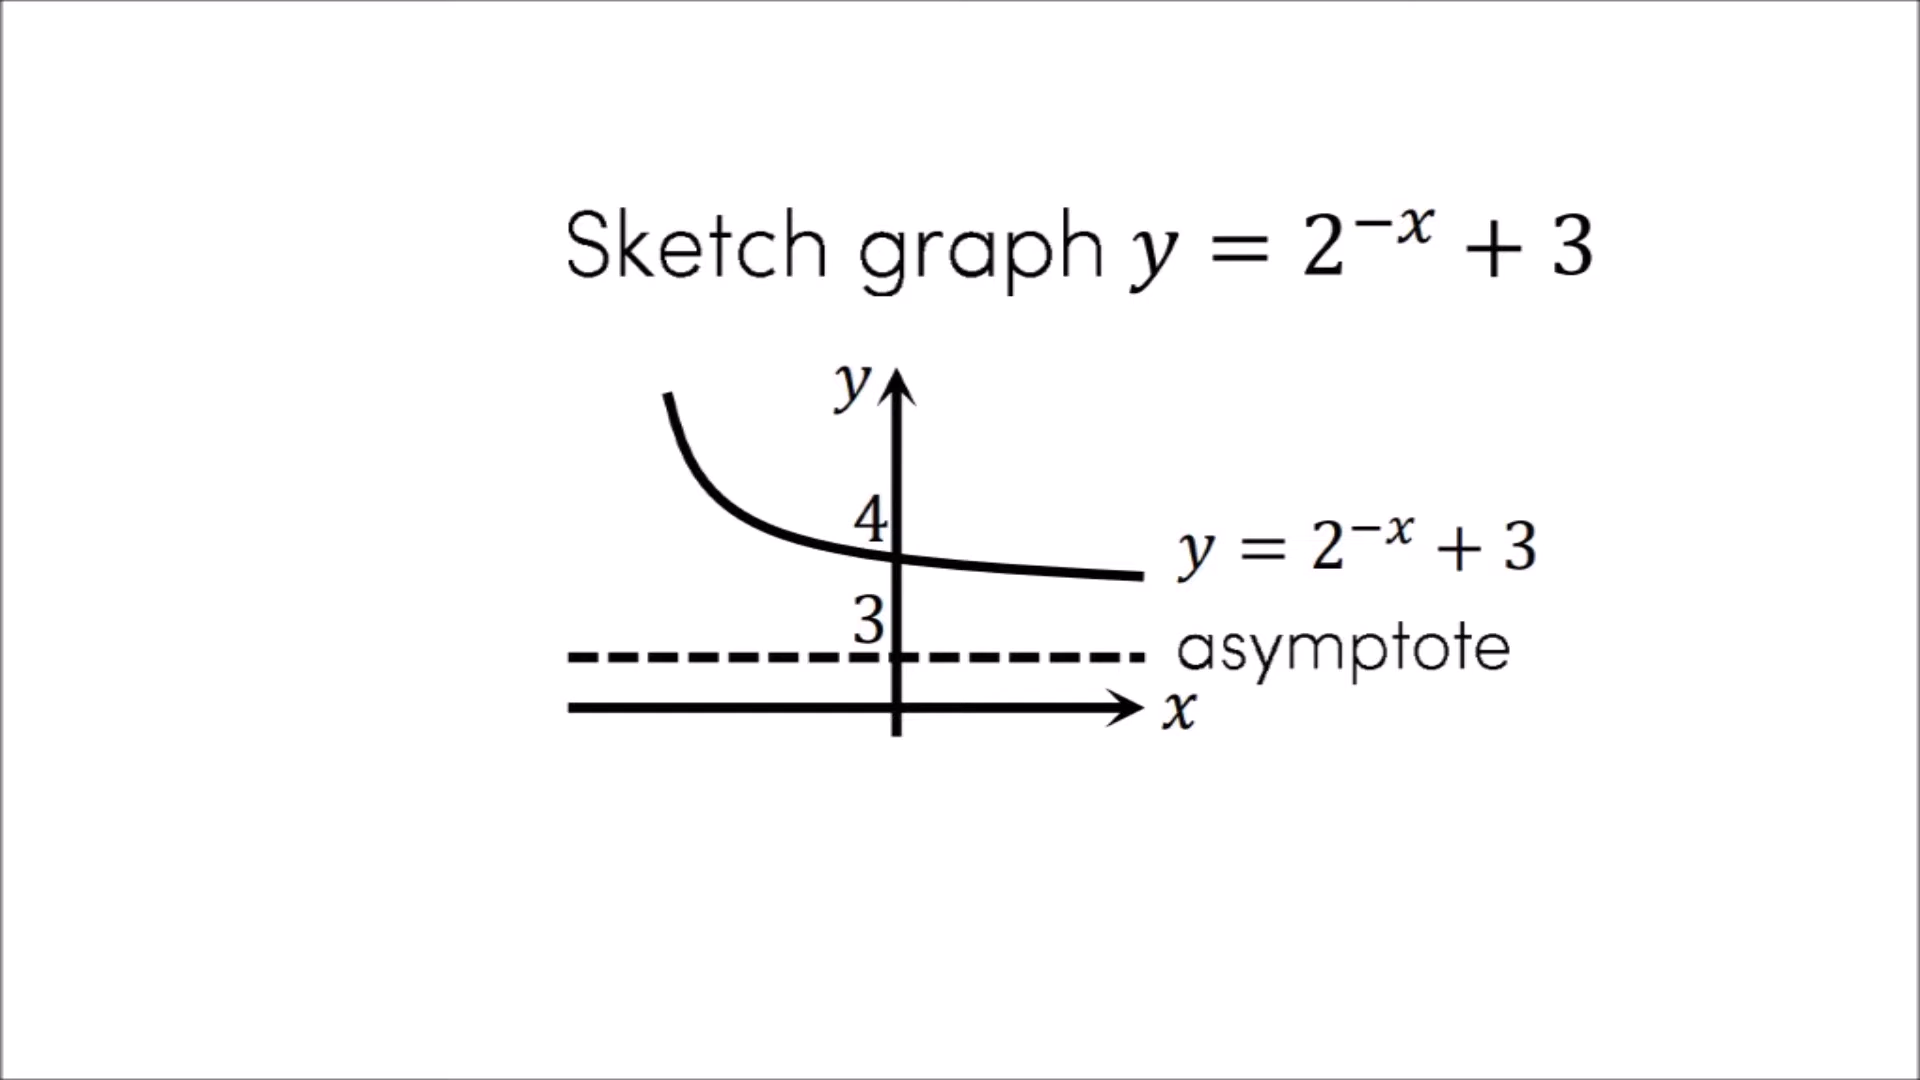 Sketch graph y = 2⁻ˣ + 3
y
4
y = 2⁻ˣ + 3
3
asymptote
x